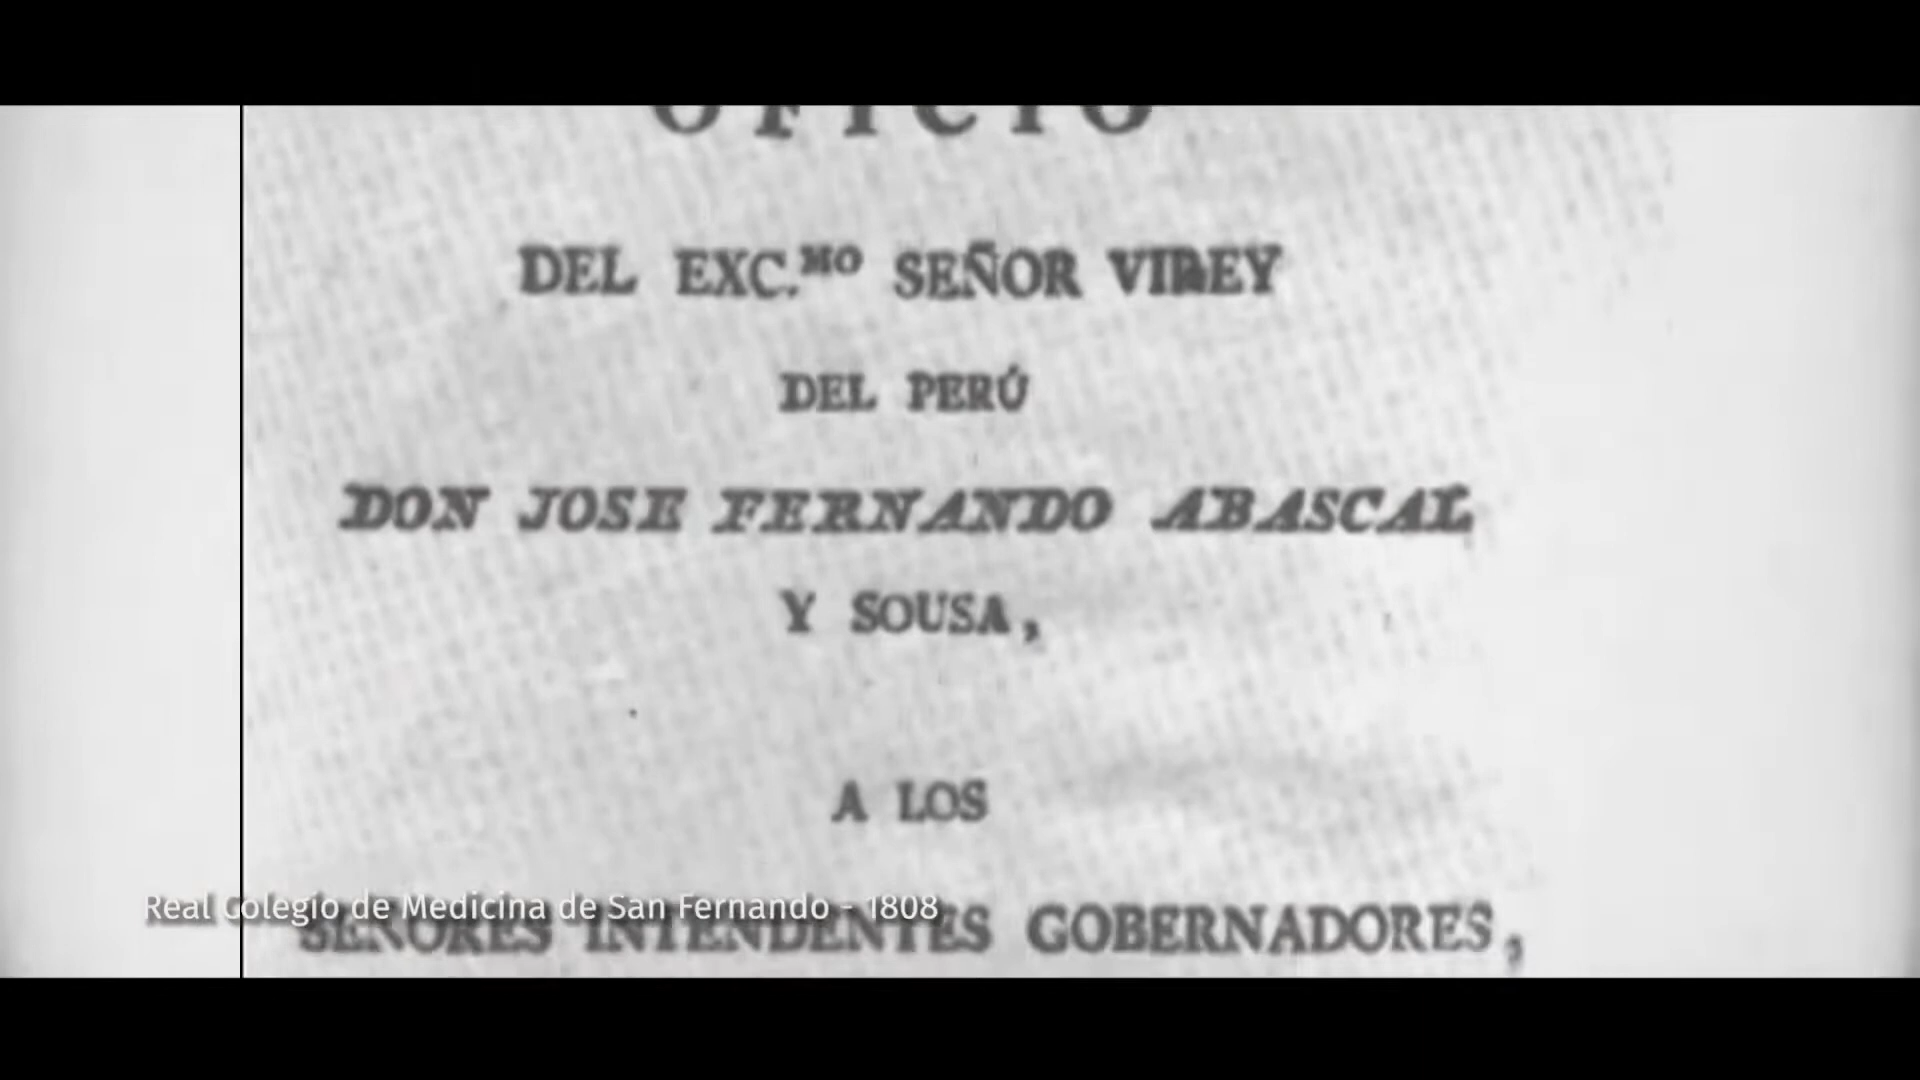 OFICIO
DEL EXC.MO SEÑOR VIREY
DEL PERÚ
DON JOSE FERNANDO ABASCAL
Y SOUSA,
A LOS
Real Colegio de Medicina de San Fernando - 1808
SEÑORES INTENDENTES GOBERNADORES,